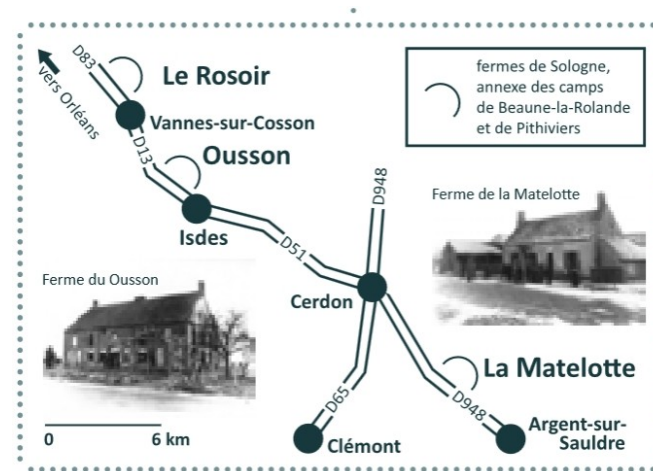 D83
vers Orléans
Le Rosoir
Vannes-sur-Cosson
D13
Ousson
Isdes
D51
fermes de Sologne,
annexe des camps
de Beaune-la-Rolande
et de Pithiviers
D948
Ferme de la Matelotte
Ferme du Ousson
Cerdon
La Matelotte
D65
D948
Clémont
Argent-sur-
Sauldre
0 6 km